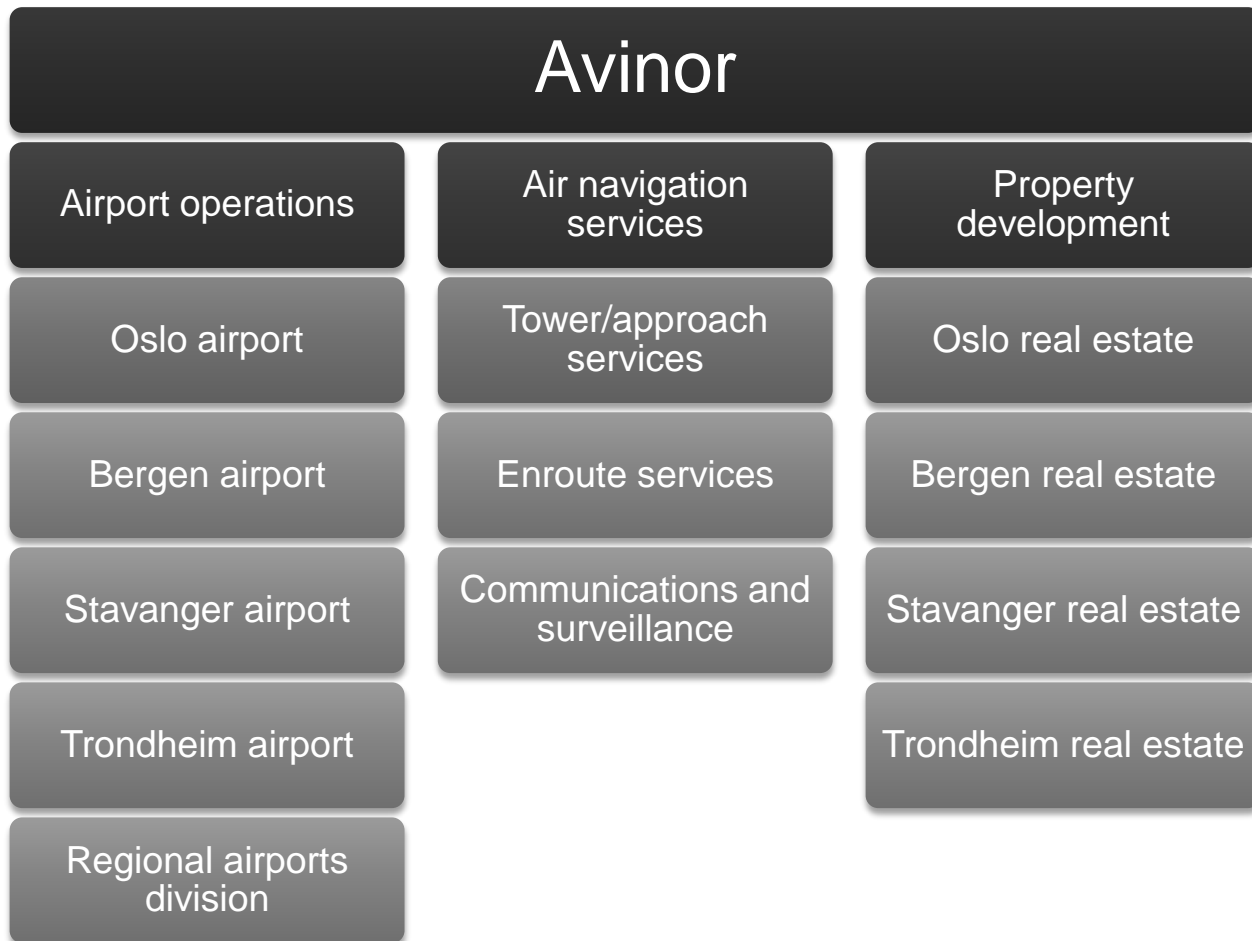 Avinor
Airport operations
Air navigation
services
Property
development
Oslo airport
Tower/approach
services
Oslo real estate
Bergen airport
Enroute services
Bergen real estate
Stavanger airport
Communications and
surveillance
Stavanger real estate
Trondheim airport
Trondheim real estate
Regional airports
division